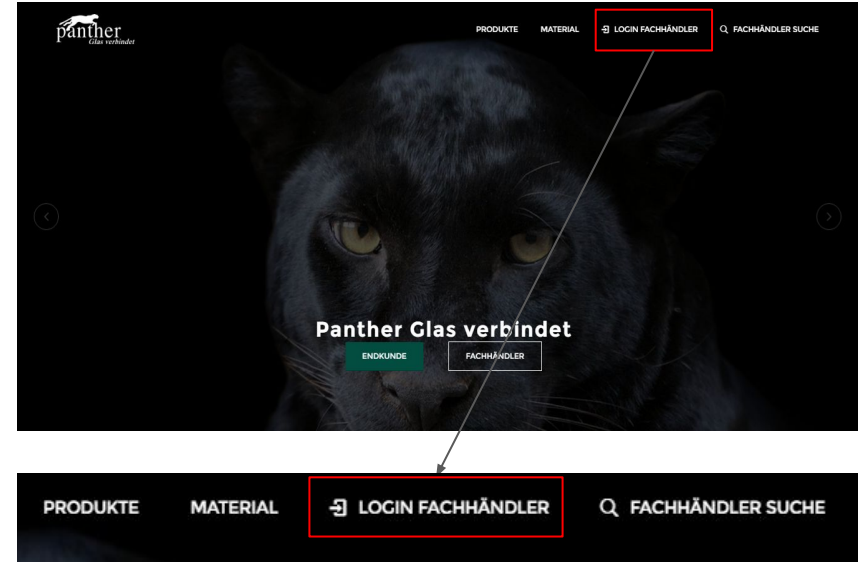 panther
Glas verbindet
PRODUKTE MATERIAL LOGIN FACHHÄNDLER FACHHÄNDLER SUCHE
Panther Glas verbindet
ENDKUNDE FACHHÄNDLER
PRODUKTE MATERIAL LOGIN FACHHÄNDLER FACHHÄNDLER SUCHE